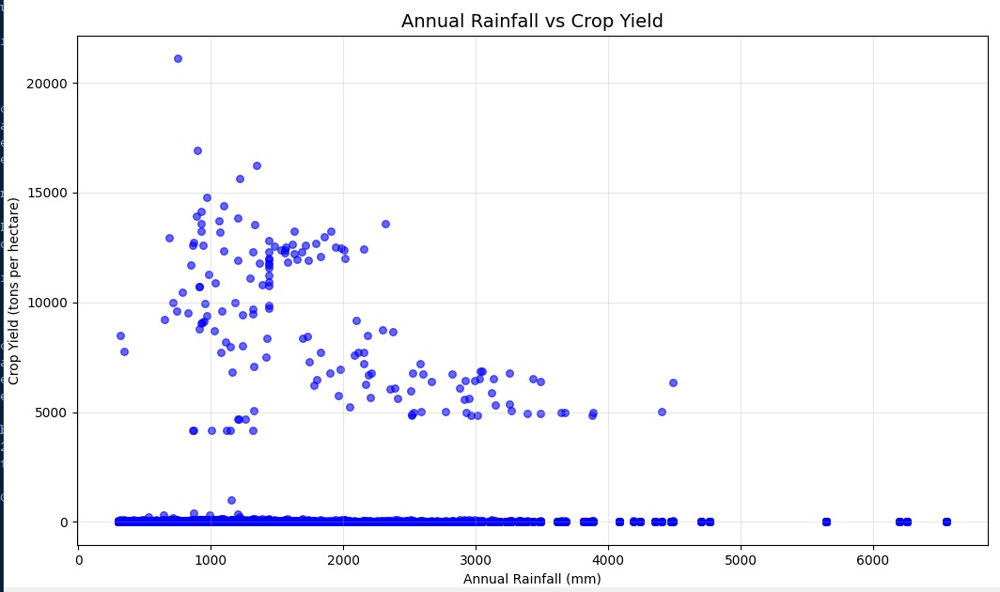 Annual Rainfall vs Crop Yield
Crop Yield (tons per hectare)
20000
15000
10000
5000
0
0 1000 2000 3000 4000 5000 6000
Annual Rainfall (mm)